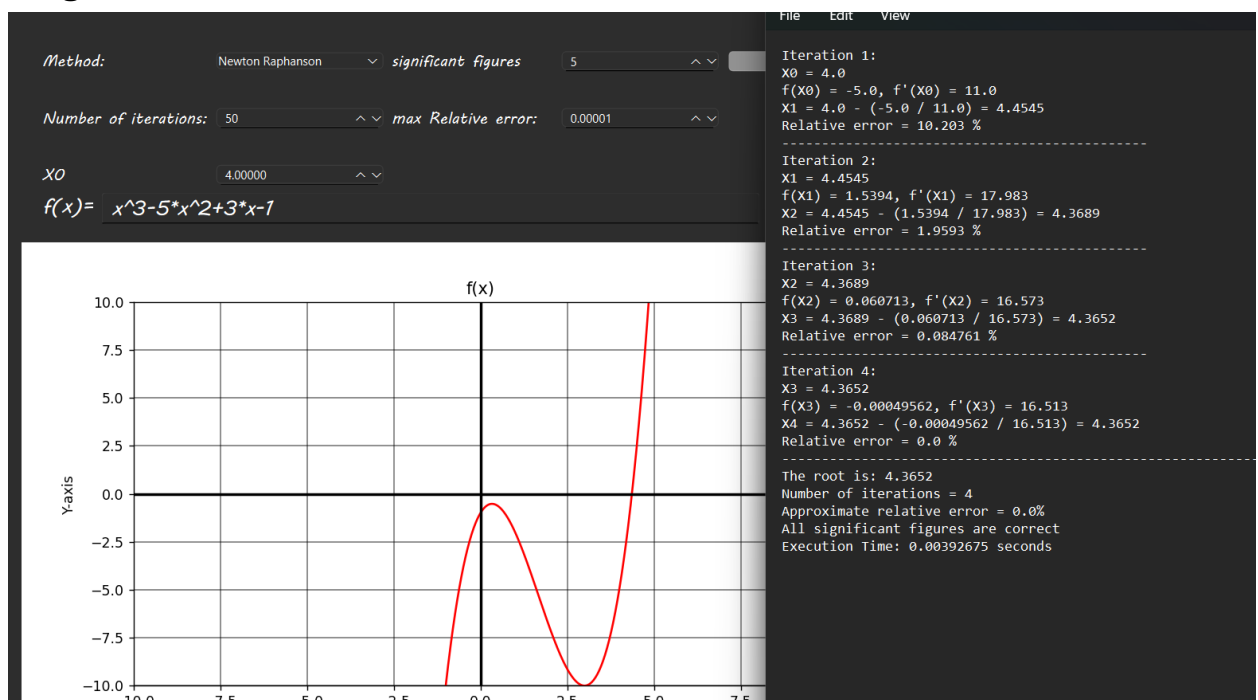 Method:
Newton Raphanson
significant figures
5
Number of iterations:
50
max Relative error:
0.00001
X0
4.00000
f(x)=
x^3-5*x^2+3*x-1
f(x)
10.0
7.5
5.0
2.5
0.0
−2.5
−5.0
−7.5
−10.0
Y-axis
File Edit View
Iteration 1:
X0 = 4.0
f(X0) = -5.0, f'(X0) = 11.0
X1 = 4.0 - (-5.0 / 11.0) = 4.4545
Relative error = 10.203 %
----------------------------------------------
Iteration 2:
X1 = 4.4545
f(X1) = 1.5394, f'(X1) = 17.983
X2 = 4.4545 - (1.5394 / 17.983) = 4.3689
Relative error = 1.9593 %
----------------------------------------------
Iteration 3:
X2 = 4.3689
f(X2) = 0.060713, f'(X2) = 16.573
X3 = 4.3689 - (0.060713 / 16.573) = 4.3652
Relative error = 0.084761 %
----------------------------------------------
Iteration 4:
X3 = 4.3652
f(X3) = -0.00049562, f'(X3) = 16.513
X4 = 4.3652 - (-0.00049562 / 16.513) = 4.3652
Relative error = 0.0 %
------------------------------------------------------------
The root is: 4.3652
Number of iterations = 4
Approximate relative error = 0.0%
All significant figures are correct
Execution Time: 0.00392675 seconds